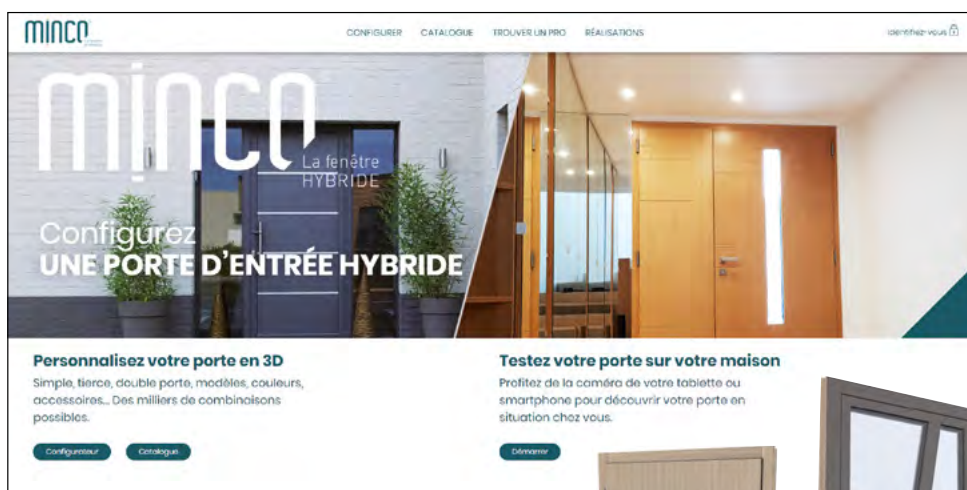 minco
CONFIGURER CATALOGUE TROUVER UN PRO RÉALISATIONS
Identifiez-vous
minco
La fenêtre
HYBRIDE
Configurez
UNE PORTE D'ENTRÉE HYBRIDE
Personnalisez votre porte en 3D
Simple, tierce, double porte, modèles, couleurs,
accessoires... Des milliers de combinaisons
possibles.
Configurateur Catalogue
Testez votre porte sur votre maison
Profitez de la caméra de votre tablette ou
smartphone pour découvrir votre porte en
situation chez vous.
Démarrer